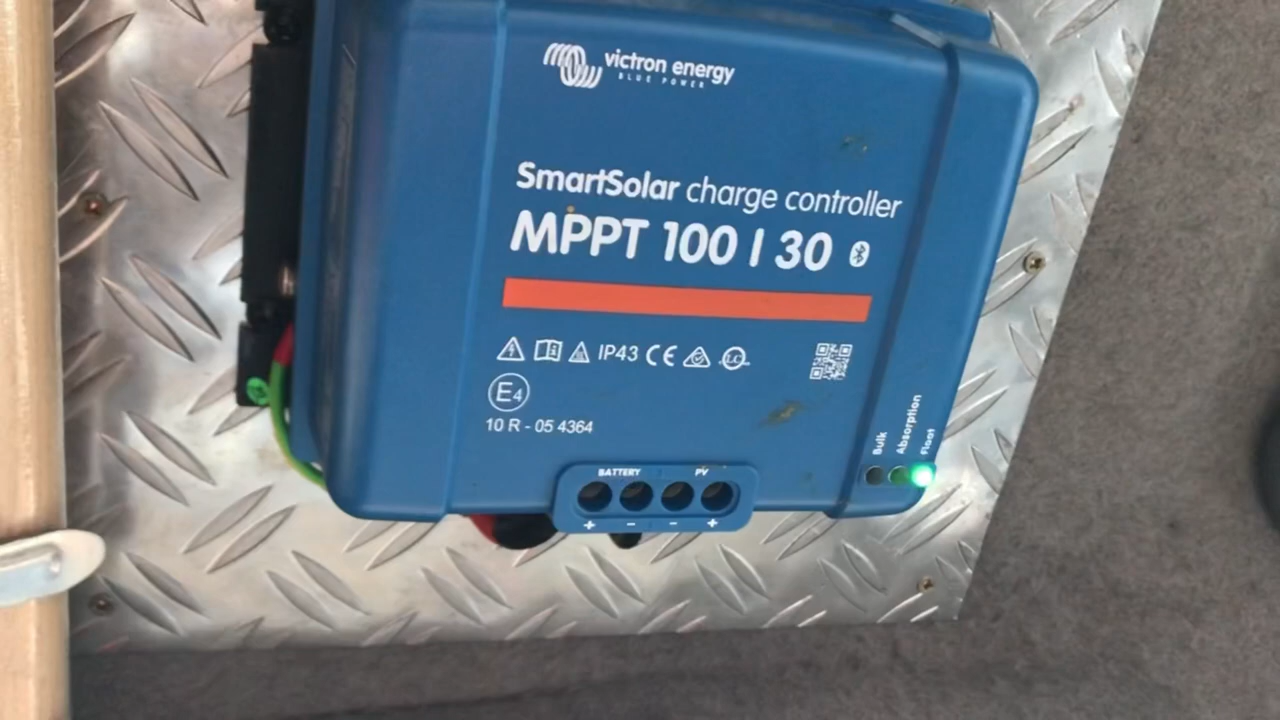 victron energy
BLUE POWER
SmartSolar charge controller
MPPT 100 | 30
IP43 CE
E4
10 R - 05 4364
Bulk
Absorption
Float
BATTERY PV
+ - - +